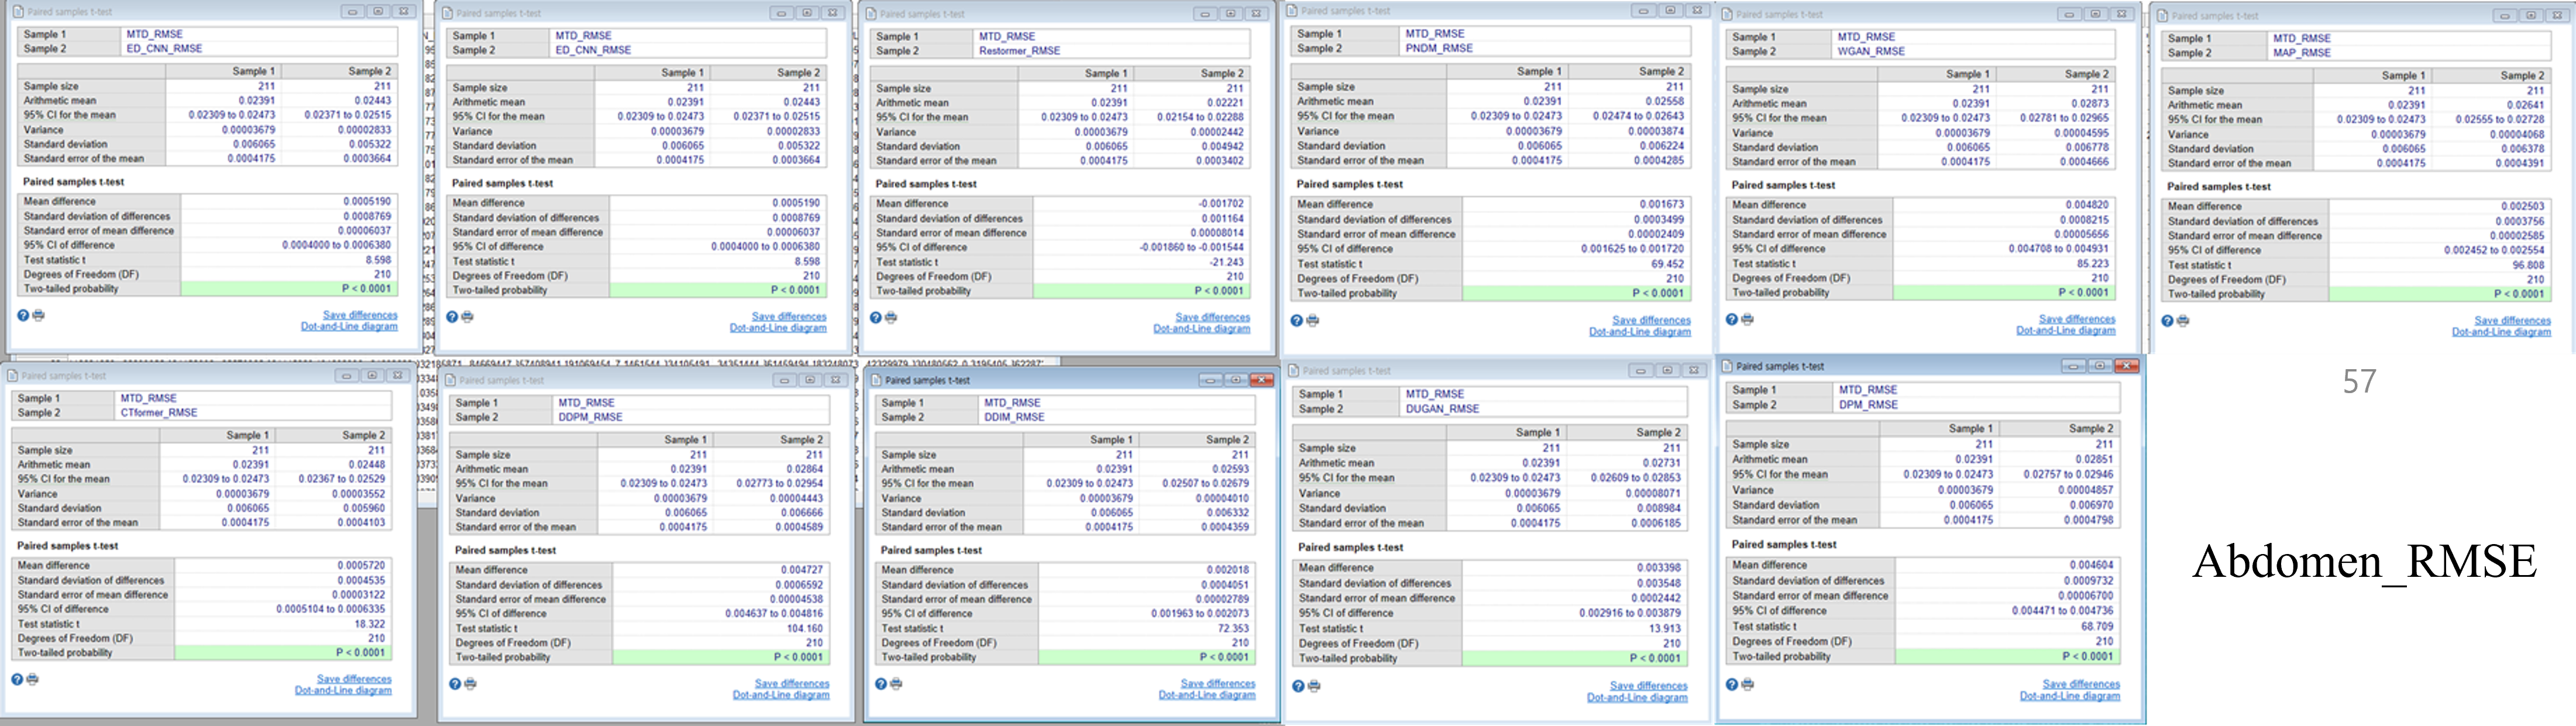 Paired samples t-test
Sample 1 MTD_RMSE
Sample 2 ED_CNN_RMSE
Sample 1 Sample 2
Sample size 211 211
Arithmetic mean 0.02391 0.02443
95% CI for the mean 0.02309 to 0.02473 0.02371 to 0.02515
Variance 0.00003679 0.00002833
Standard deviation 0.006065 0.005322
Standard error of the mean 0.0004175 0.0003664
Paired samples t-test
Mean difference 0.0005190
Standard deviation of differences 0.0008769
Standard error of mean difference 0.00006037
95% CI of difference 0.0004000 to 0.0006380
Test statistic t 8.598
Degrees of Freedom (DF) 210
Two-tailed probability P < 0.0001
Save differences
Dot-and-Line diagram
Paired samples t-test
Sample 1 MTD_RMSE
Sample 2 ED_CNN_RMSE
Sample 1 Sample 2
Sample size 211 211
Arithmetic mean 0.02391 0.02443
95% CI for the mean 0.02309 to 0.02473 0.02371 to 0.02515
Variance 0.00003679 0.00002833
Standard deviation 0.006065 0.005322
Standard error of the mean 0.0004175 0.0003664
Paired samples t-test
Mean difference 0.0005190
Standard deviation of differences 0.0008769
Standard error of mean difference 0.00006037
95% CI of difference 0.0004000 to 0.0006380
Test statistic t 8.598
Degrees of Freedom (DF) 210
Two-tailed probability P < 0.0001
Save differences
Dot-and-Line diagram
Paired samples t-test
Sample 1 MTD_RMSE
Sample 2 Restormer_RMSE
Sample 1 Sample 2
Sample size 211 211
Arithmetic mean 0.02391 0.02221
95% CI for the mean 0.02309 to 0.02473 0.02154 to 0.02288
Variance 0.00003679 0.00002442
Standard deviation 0.006065 0.004942
Standard error of the mean 0.0004175 0.0003402
Paired samples t-test
Mean difference -0.001702
Standard deviation of differences 0.001164
Standard error of mean difference 0.00008014
95% CI of difference -0.001860 to -0.001544
Test statistic t -21.243
Degrees of Freedom (DF) 210
Two-tailed probability P < 0.0001
Save differences
Dot-and-Line diagram
Paired samples t-test
Sample 1 MTD_RMSE
Sample 2 PNDM_RMSE
Sample 1 Sample 2
Sample size 211 211
Arithmetic mean 0.02391 0.02558
95% CI for the mean 0.02309 to 0.02473 0.02474 to 0.02643
Variance 0.00003679 0.00003874
Standard deviation 0.006065 0.006224
Standard error of the mean 0.0004175 0.0004285
Paired samples t-test
Mean difference 0.001673
Standard deviation of differences 0.0003499
Standard error of mean difference 0.00002409
95% CI of difference 0.001625 to 0.001720
Test statistic t 69.452
Degrees of Freedom (DF) 210
Two-tailed probability P < 0.0001
Save differences
Dot-and-Line diagram
Paired samples t-test
Sample 1 MTD_RMSE
Sample 2 WGAN_RMSE
Sample 1 Sample 2
Sample size 211 211
Arithmetic mean 0.02391 0.02873
95% CI for the mean 0.02309 to 0.02473 0.02781 to 0.02965
Variance 0.00003679 0.00004595
Standard deviation 0.006065 0.006778
Standard error of the mean 0.0004175 0.0004666
Paired samples t-test
Mean difference 0.004820
Standard deviation of differences 0.0008215
Standard error of mean difference 0.00005656
95% CI of difference 0.004708 to 0.004931
Test statistic t 85.223
Degrees of Freedom (DF) 210
Two-tailed probability P < 0.0001
Save differences
Dot-and-Line diagram
Paired samples t-test
Sample 1 MTD_RMSE
Sample 2 MAP_RMSE
Sample 1 Sample 2
Sample size 211 211
Arithmetic mean 0.02391 0.02641
95% CI for the mean 0.02309 to 0.02473 0.02555 to 0.02728
Variance 0.00003679 0.00004068
Standard deviation 0.006065 0.006378
Standard error of the mean 0.0004175 0.0004391
Paired samples t-test
Mean difference 0.002503
Standard deviation of differences 0.0003756
Standard error of mean difference 0.00002585
95% CI of difference 0.002452 to 0.002554
Test statistic t 96.808
Degrees of Freedom (DF) 210
Two-tailed probability P < 0.0001
Save differences
Dot-and-Line diagram
Paired samples t-test
Sample 1 MTD_RMSE
Sample 2 CTformer_RMSE
Sample 1 Sample 2
Sample size 211 211
Arithmetic mean 0.02391 0.02448
95% CI for the mean 0.02309 to 0.02473 0.02367 to 0.02529
Variance 0.00003679 0.00003552
Standard deviation 0.006065 0.005960
Standard error of the mean 0.0004175 0.0004103
Paired samples t-test
Mean difference 0.0005720
Standard deviation of differences 0.0004535
Standard error of mean difference 0.00003122
95% CI of difference 0.0005104 to 0.0006335
Test statistic t 18.322
Degrees of Freedom (DF) 210
Two-tailed probability P < 0.0001
Save differences
Dot-and-Line diagram
Paired samples t-test
Sample 1 MTD_RMSE
Sample 2 DDPM_RMSE
Sample 1 Sample 2
Sample size 211 211
Arithmetic mean 0.02391 0.02864
95% CI for the mean 0.02309 to 0.02473 0.02773 to 0.02954
Variance 0.00003679 0.00004443
Standard deviation 0.006065 0.006666
Standard error of the mean 0.0004175 0.0004589
Paired samples t-test
Mean difference 0.004727
Standard deviation of differences 0.0006592
Standard error of mean difference 0.00004538
95% CI of difference 0.004637 to 0.004816
Test statistic t 104.160
Degrees of Freedom (DF) 210
Two-tailed probability P < 0.0001
Save differences
Dot-and-Line diagram
Paired samples t-test
Sample 1 MTD_RMSE
Sample 2 DDIM_RMSE
Sample 1 Sample 2
Sample size 211 211
Arithmetic mean 0.02391 0.02593
95% CI for the mean 0.02309 to 0.02473 0.02507 to 0.02679
Variance 0.00003679 0.00004010
Standard deviation 0.006065 0.006332
Standard error of the mean 0.0004175 0.0004359
Paired samples t-test
Mean difference 0.002018
Standard deviation of differences 0.0004051
Standard error of mean difference 0.00002789
95% CI of difference 0.001963 to 0.002073
Test statistic t 72.353
Degrees of Freedom (DF) 210
Two-tailed probability P < 0.0001
Save differences
Dot-and-Line diagram
Paired samples t-test
Sample 1 MTD_RMSE
Sample 2 DUGAN_RMSE
Sample 1 Sample 2
Sample size 211 211
Arithmetic mean 0.02391 0.02731
95% CI for the mean 0.02309 to 0.02473 0.02609 to 0.02853
Variance 0.00003679 0.00008071
Standard deviation 0.006065 0.008984
Standard error of the mean 0.0004175 0.0006185
Paired samples t-test
Mean difference 0.003398
Standard deviation of differences 0.003548
Standard error of mean difference 0.0002442
95% CI of difference 0.002916 to 0.003879
Test statistic t 13.913
Degrees of Freedom (DF) 210
Two-tailed probability P < 0.0001
Save differences
Dot-and-Line diagram
Paired samples t-test
Sample 1 MTD_RMSE
Sample 2 DPM_RMSE
Sample 1 Sample 2
Sample size 211 211
Arithmetic mean 0.02391 0.02851
95% CI for the mean 0.02309 to 0.02473 0.02757 to 0.02946
Variance 0.00003679 0.00004857
Standard deviation 0.006065 0.006970
Standard error of the mean 0.0004175 0.0004798
Paired samples t-test
Mean difference 0.004604
Standard deviation of differences 0.0009732
Standard error of mean difference 0.00006700
95% CI of difference 0.004471 to 0.004736
Test statistic t 68.709
Degrees of Freedom (DF) 210
Two-tailed probability P < 0.0001
Save differences
Dot-and-Line diagram
57
Abdomen_RMSE